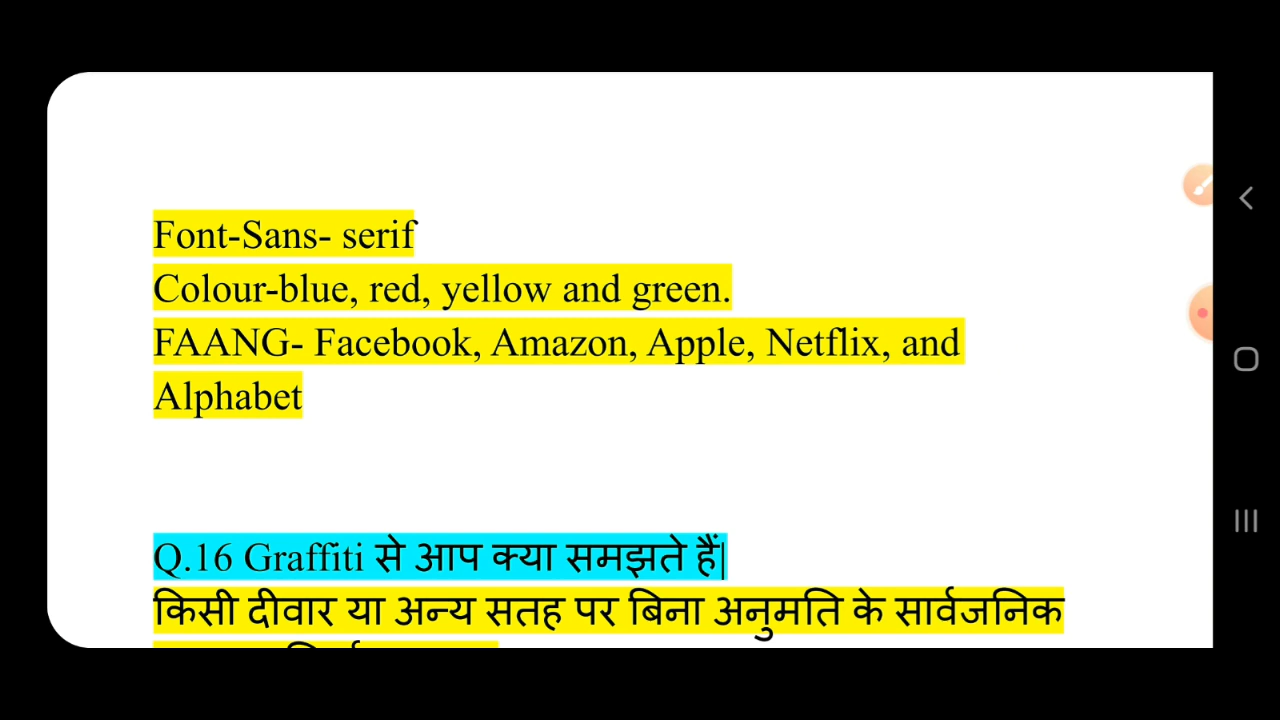 Font-Sans- serif
Colour-blue, red, yellow and green.
FAANG- Facebook, Amazon, Apple, Netflix, and
Alphabet
Q.16 Graffiti से आप क्या समझते हैं|
किसी दीवार या अन्य सतह पर बिना अनुमति के सार्वजनिक